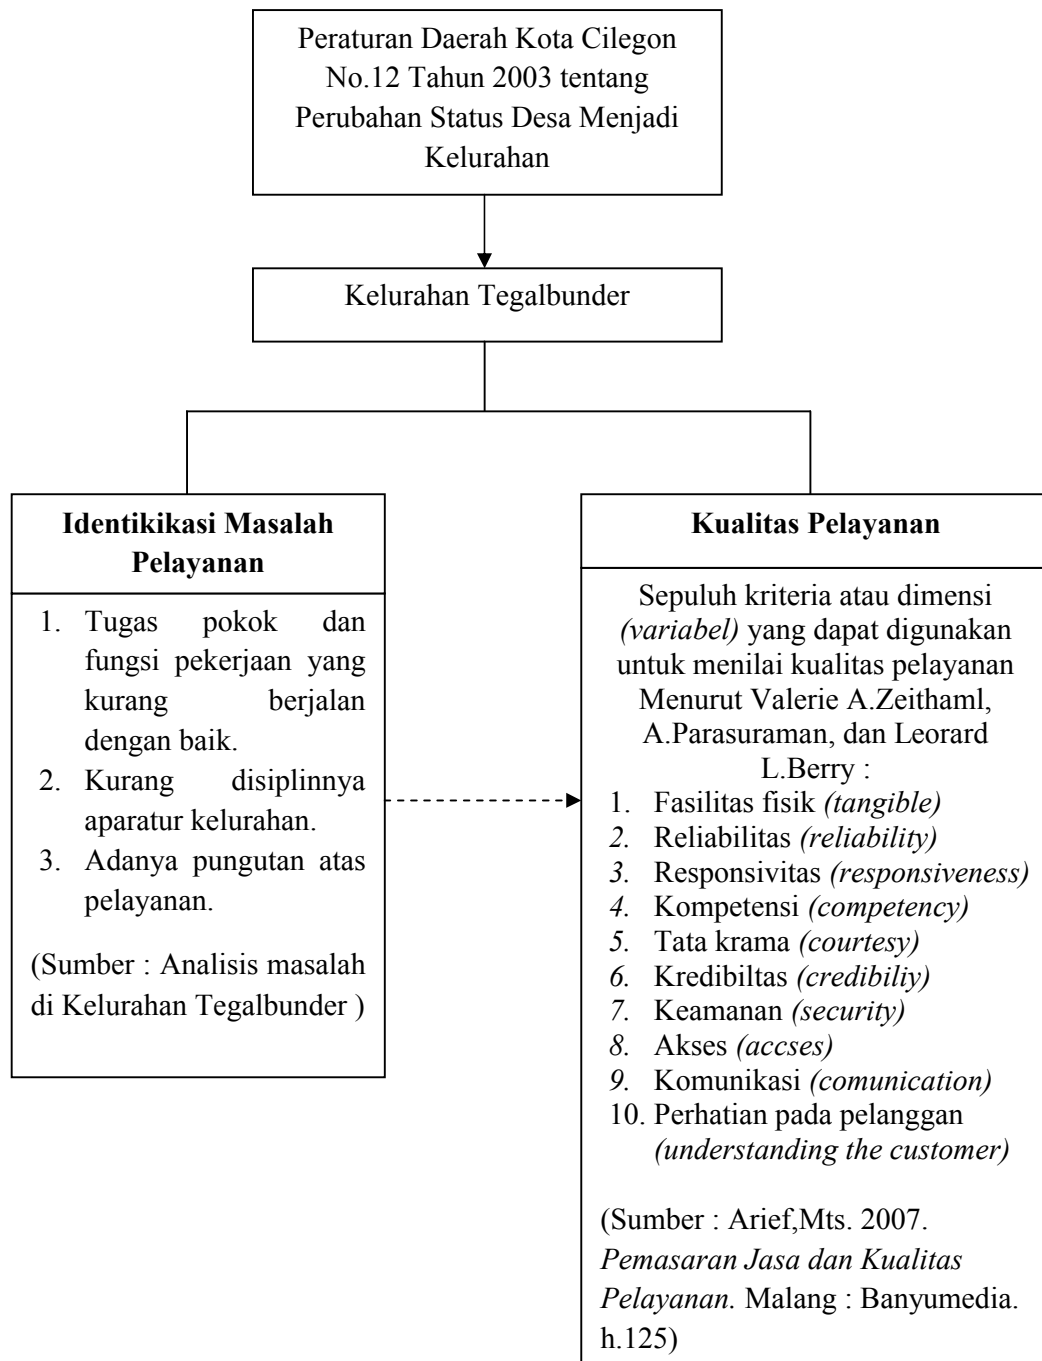 Peraturan Daerah Kota Cilegon
No.12 Tahun 2003 tentang
Perubahan Status Desa Menjadi
Kelurahan
Kelurahan Tegalbunder
Identikikasi Masalah
Pelayanan
1. Tugas pokok dan
fungsi pekerjaan yang
kurang berjalan
dengan baik.
2. Kurang disiplinnya
aparatur kelurahan.
3. Adanya pungutan atas
pelayanan.
(Sumber : Analisis masalah
di Kelurahan Tegalbunder )
Kualitas Pelayanan
Sepuluh kriteria atau dimensi
(variabel) yang dapat digunakan
untuk menilai kualitas pelayanan
Menurut Valerie A.Zeithaml,
A.Parasuraman, dan Leorard
L.Berry :
1. Fasilitas fisik (tangible)
2. Reliabilitas (reliability)
3. Responsivitas (responsiveness)
4. Kompetensi (competency)
5. Tata krama (courtesy)
6. Kredibiltas (credibiliy)
7. Keamanan (security)
8. Akses (accses)
9. Komunikasi (comunication)
10. Perhatian pada pelanggan
(understanding the customer)
(Sumber : Arief,Mts. 2007.
Pemasaran Jasa dan Kualitas
Pelayanan. Malang : Banyumedia.
h.125)